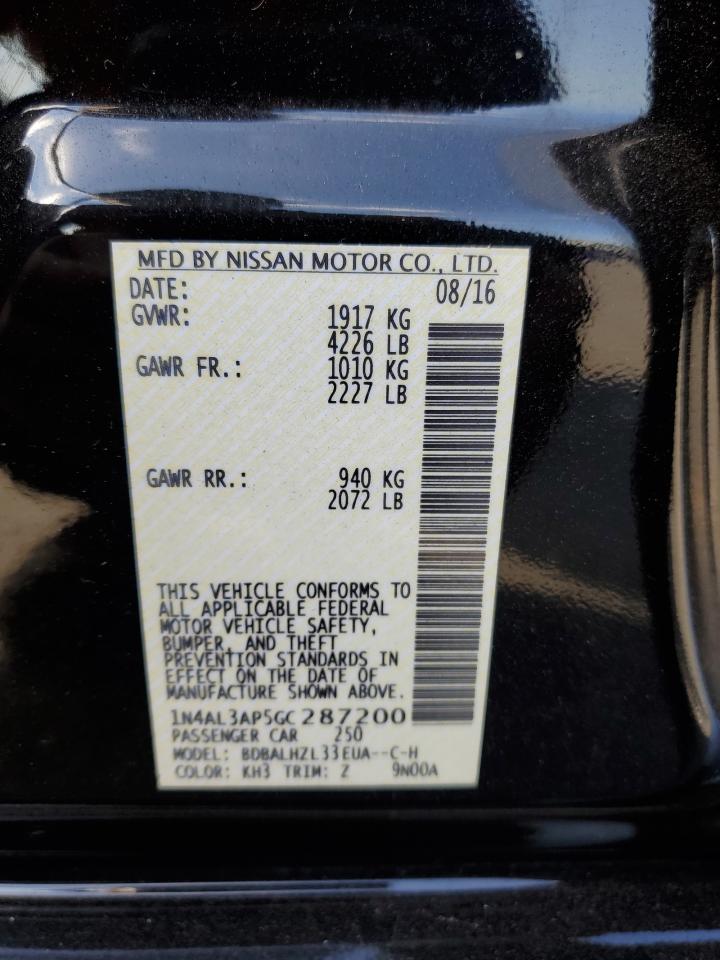 MFD BY NISSAN MOTOR CO., LTD.
DATE: 08/16
GVWR: 1917 KG
4226 LB
GAWR FR.: 1010 KG
2227 LB
GAWR RR.: 940 KG
2072 LB
THIS VEHICLE CONFORMS TO
ALL APPLICABLE FEDERAL
MOTOR VEHICLE SAFETY,
BUMPER, AND THEFT
PREVENTION STANDARDS IN
EFFECT ON THE DATE OF
MANUFACTURE SHOWN ABOVE.
1N4AL3AP5GC287200
PASSENGER CAR 250
MODEL: BDBALHZL33EUA--C-H
COLOR: KH3 TRIM: Z 9N00A